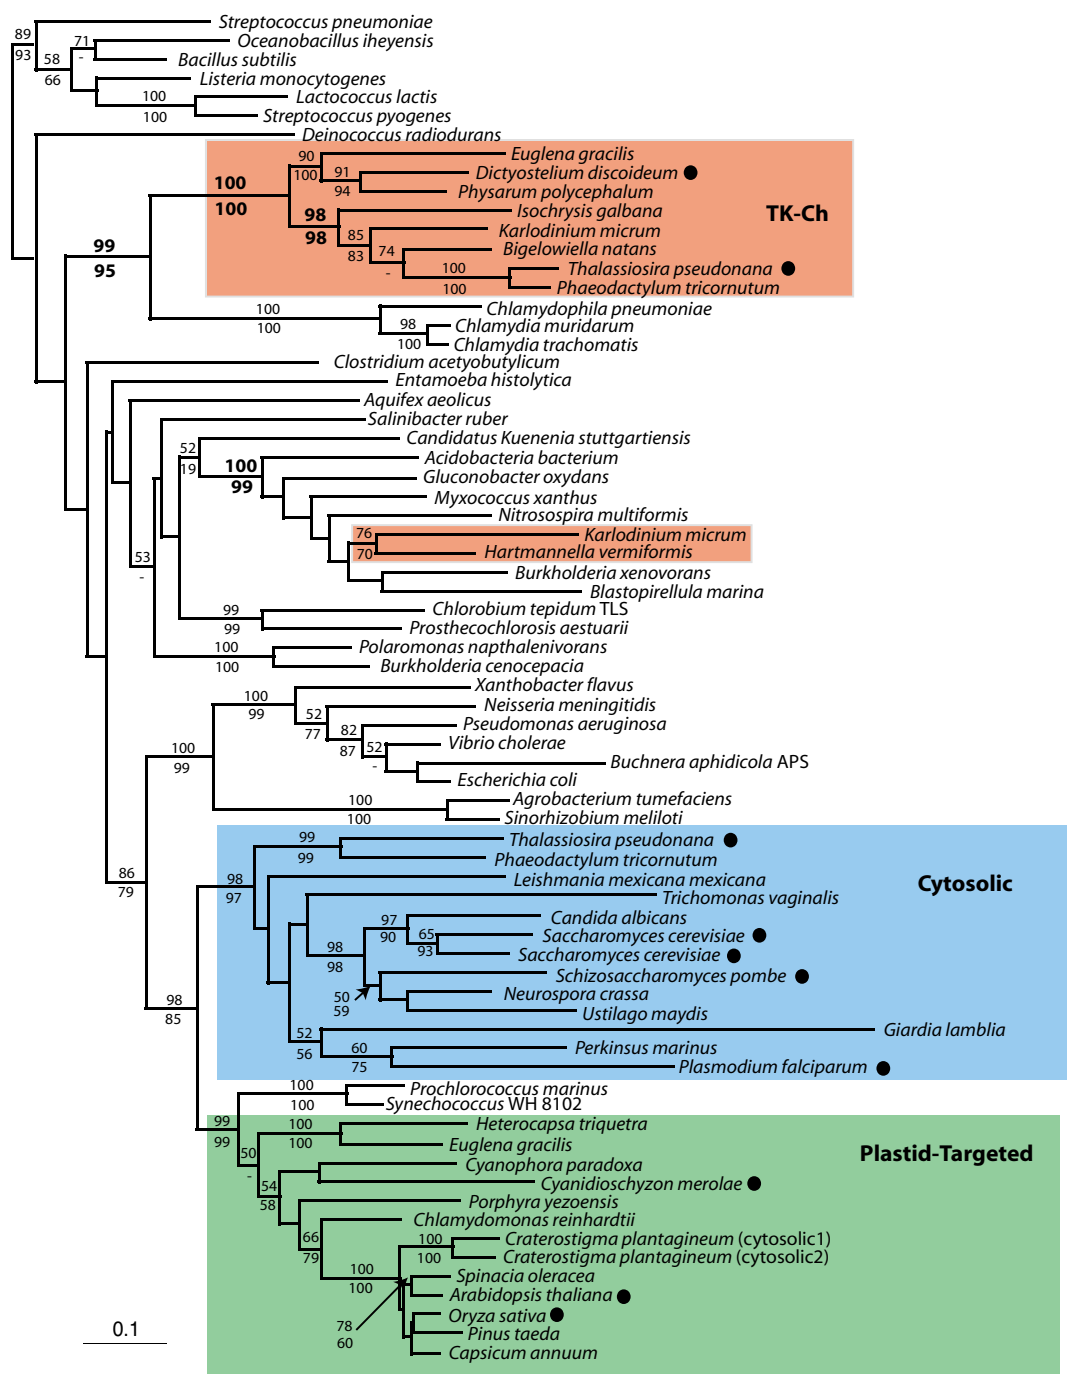 Streptococcus pneumoniae
89
Oceanobacillus iheyensis
71
93
58
-
Bacillus subtilis
66
Listeria monocytogenes
100
Lactococcus lactis
100
Streptococcus pyogenes
Deinococcus radiodurans
90
Euglena gracilis
100
91
Dictyostelium discoideum
100
94
Physarum polycephalum
100
98
Isochrysis galbana
TK-Ch
98
85
Karlodinium micrum
99
83
74
Bigelowiella natans
95
-
100
Thalassiosira pseudonana
100
Phaeodactylum tricornutum
100
Chlamydophila pneumoniae
100
98
Chlamydia muridarum
100
Chlamydia trachomatis
Clostridium acetyobutylicum
Entamoeba histolytica
Aquifex aeolicus
Salinibacter ruber
52
Candidatus Kuenenia stuttgartiensis
19
100
Acidobacteria bacterium
99
Gluconobacter oxydans
Myxococcus xanthus
Nitrosospira multiformis
76
Karlodinium micrum
70
Hartmannella vermiformis
53
-
Burkholderia xenovorans
Blastopirellula marina
99
Chlorobium tepidum TLS
99
Prosthecochlorosis aestuarii
100
Polaromonas napthalenivorans
100
Burkholderia cenocepacia
100
Xanthobacter flavus
99
52
Neisseria meningitidis
77
82
Pseudomonas aeruginosa
100
87
52
Vibrio cholerae
99
-
Buchnera aphidicola APS
Escherichia coli
100
Agrobacterium tumefaciens
100
Sinorhizobium meliloti
99
Thalassiosira pseudonana
99
Phaeodactylum tricornutum
86
98
Leishmania mexicana mexicana
Cytosolic
79
97
Trichomonas vaginalis
97
Candida albicans
90
65
Saccharomyces cerevisiae
98
93
Saccharomyces cerevisiae
98
Schizosaccharomyces pombe
98
50
Neurospora crassa
85
59
Ustilago maydis
52
Giardia lamblia
56
60
Perkinsus marinus
75
Plasmodium falciparum
100
Prochlorococcus marinus
100
Synechococcus WH 8102
99
100
Heterocapsa triquetra
99
100
Euglena gracilis
Plastid-Targeted
50
-
Cyanophora paradoxa
54
Cyanidioschyzon merolae
58
Porphyra yezoensis
Chlamydomonas reinhardtii
66
100
Craterostigma plantagineum (cytosolic1)
79
100
Craterostigma plantagineum (cytosolic2)
100
Spinacia oleracea
100
Arabidopsis thaliana
78
Oryza sativa
60
Pinus taeda
0.1
Capsicum annuum